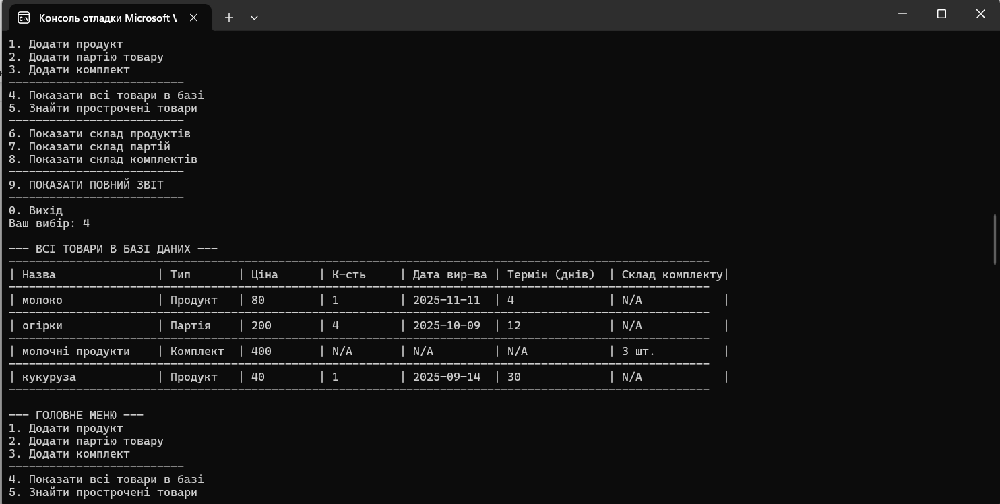 Консоль отладки Microsoft V
1. Додати продукт
2. Додати партію товару
3. Додати комплект
--------------------------
4. Показати всі товари в базі
5. Знайти прострочені товари
--------------------------
6. Показати склад продуктів
7. Показати склад партій
8. Показати склад комплектів
--------------------------
9. ПОКАЗАТИ ПОВНИЙ ЗВІТ
--------------------------
0. Вихід
Ваш вибір: 4
--- ВСІ ТОВАРИ В БАЗІ ДАНИХ ---
--------------------------------------------------------------------------------------------------------
| Назва               | Тип       | Ціна      | К-сть     | Дата вир-ва | Термін (днів)  | Склад комплекту|
--------------------------------------------------------------------------------------------------------
| молоко              | Продукт   | 80        | 1         | 2025-11-11  | 4              | N/A            |
--------------------------------------------------------------------------------------------------------
| огірки              | Партія    | 200       | 4         | 2025-10-09  | 12             | N/A            |
--------------------------------------------------------------------------------------------------------
| молочні продукти    | Комплект  | 400       | N/A       | N/A         | N/A            | 3 шт.          |
--------------------------------------------------------------------------------------------------------
| кукуруза            | Продукт   | 40        | 1         | 2025-09-14  | 30             | N/A            |
--------------------------------------------------------------------------------------------------------
--- ГОЛОВНЕ МЕНЮ ---
1. Додати продукт
2. Додати партію товару
3. Додати комплект
--------------------------
4. Показати всі товари в базі
5. Знайти прострочені товари